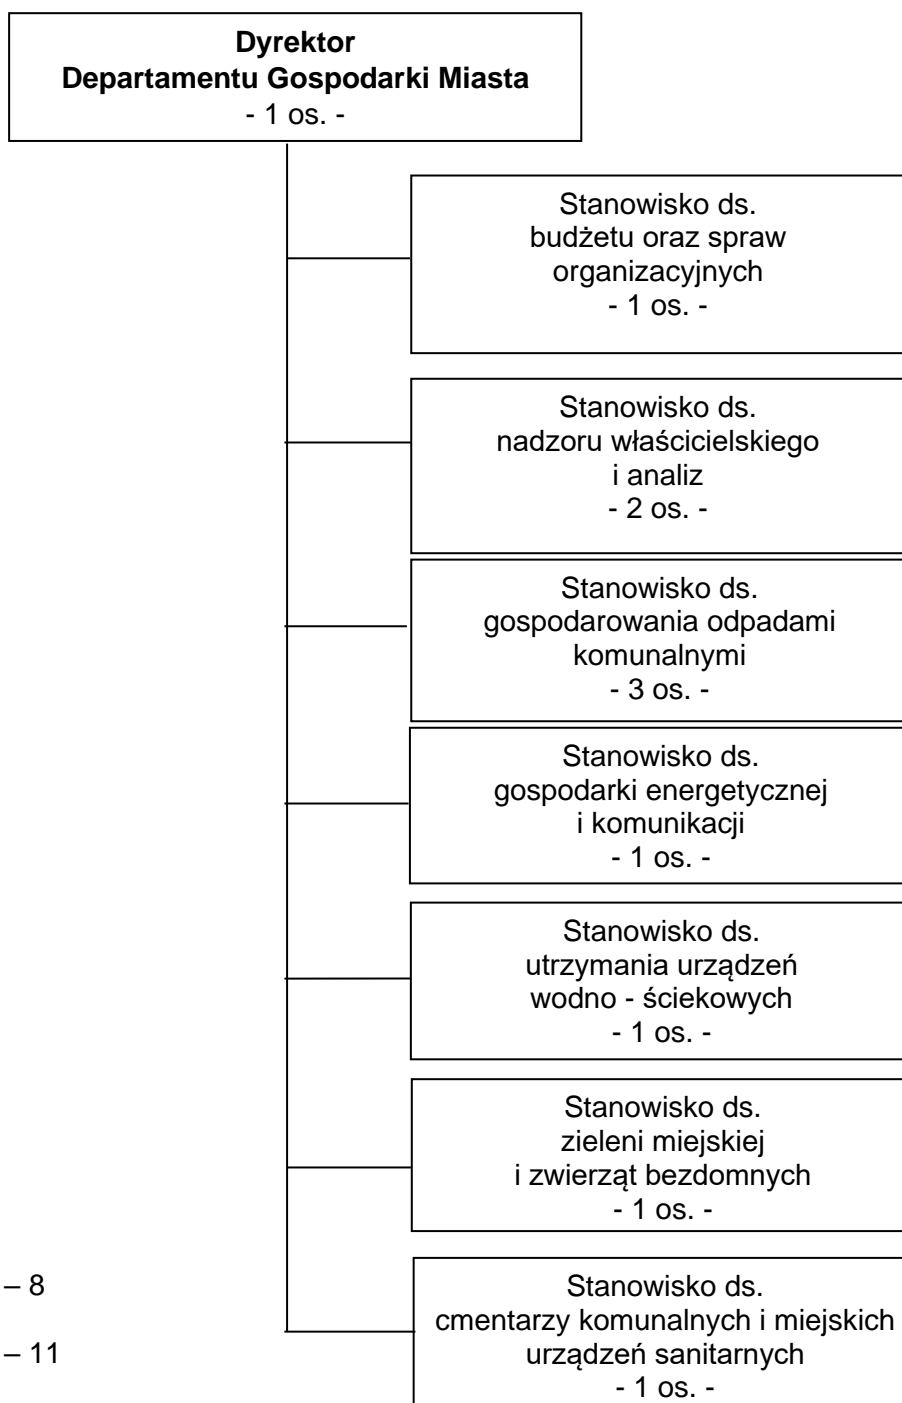 Dyrektor
Departamentu Gospodarki Miasta
- 1 os. -
Stanowisko ds.
budżetu oraz spraw
organizacyjnych
- 1 os. -
Stanowisko ds.
nadzoru właścicielskiego
i analiz
- 2 os. -
Stanowisko ds.
gospodarowania odpadami
komunalnymi
- 3 os. -
Stanowisko ds.
gospodarki energetycznej
i komunikacji
- 1 os. -
Stanowisko ds.
utrzymania urządzeń
wodno - ściekowych
- 1 os. -
Stanowisko ds.
zieleni miejskiej
i zwierząt bezdomnych
- 1 os. -
Stanowisko ds.
cmentarzy komunalnych i miejskich
urządzeń sanitarnych
- 1 os. -
– 8
– 11